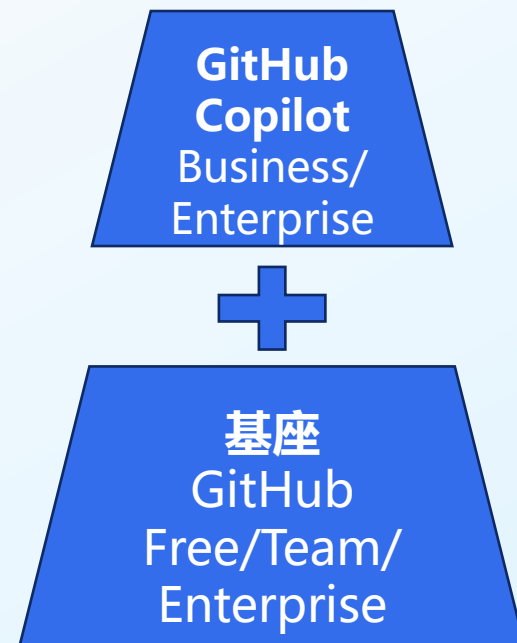 GitHub
Copilot
Business/
Enterprise
基座
GitHub
Free/Team/
Enterprise